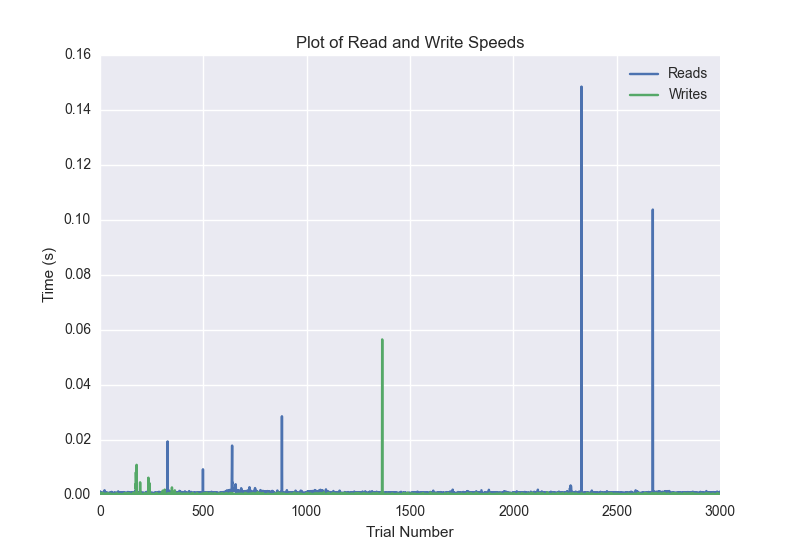 Plot of Read and Write Speeds
0.16
0.14
0.12
0.10
0.08
0.06
0.04
0.02
0.00
Time (s)
Reads
Writes
0 500 1000 1500 2000 2500 3000
Trial Number